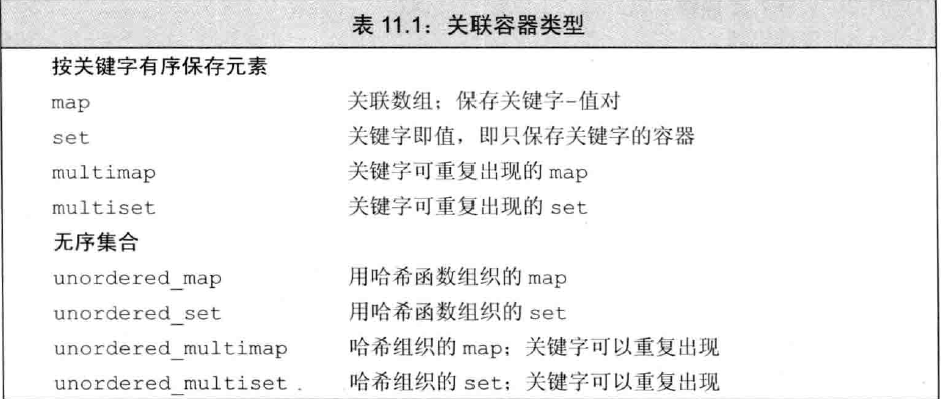 表 11.1：关联容器类型
按关键字有序保存元素
map 关联数组；保存关键字-值对
set 关键字即值，即只保存关键字的容器
multimap 关键字可重复出现的 map
multiset 关键字可重复出现的 set
无序集合
unordered_map 用哈希函数组织的 map
unordered_set 用哈希函数组织的 set
unordered_multimap 哈希组织的 map；关键字可以重复出现
unordered_multiset 哈希组织的 set；关键字可以重复出现